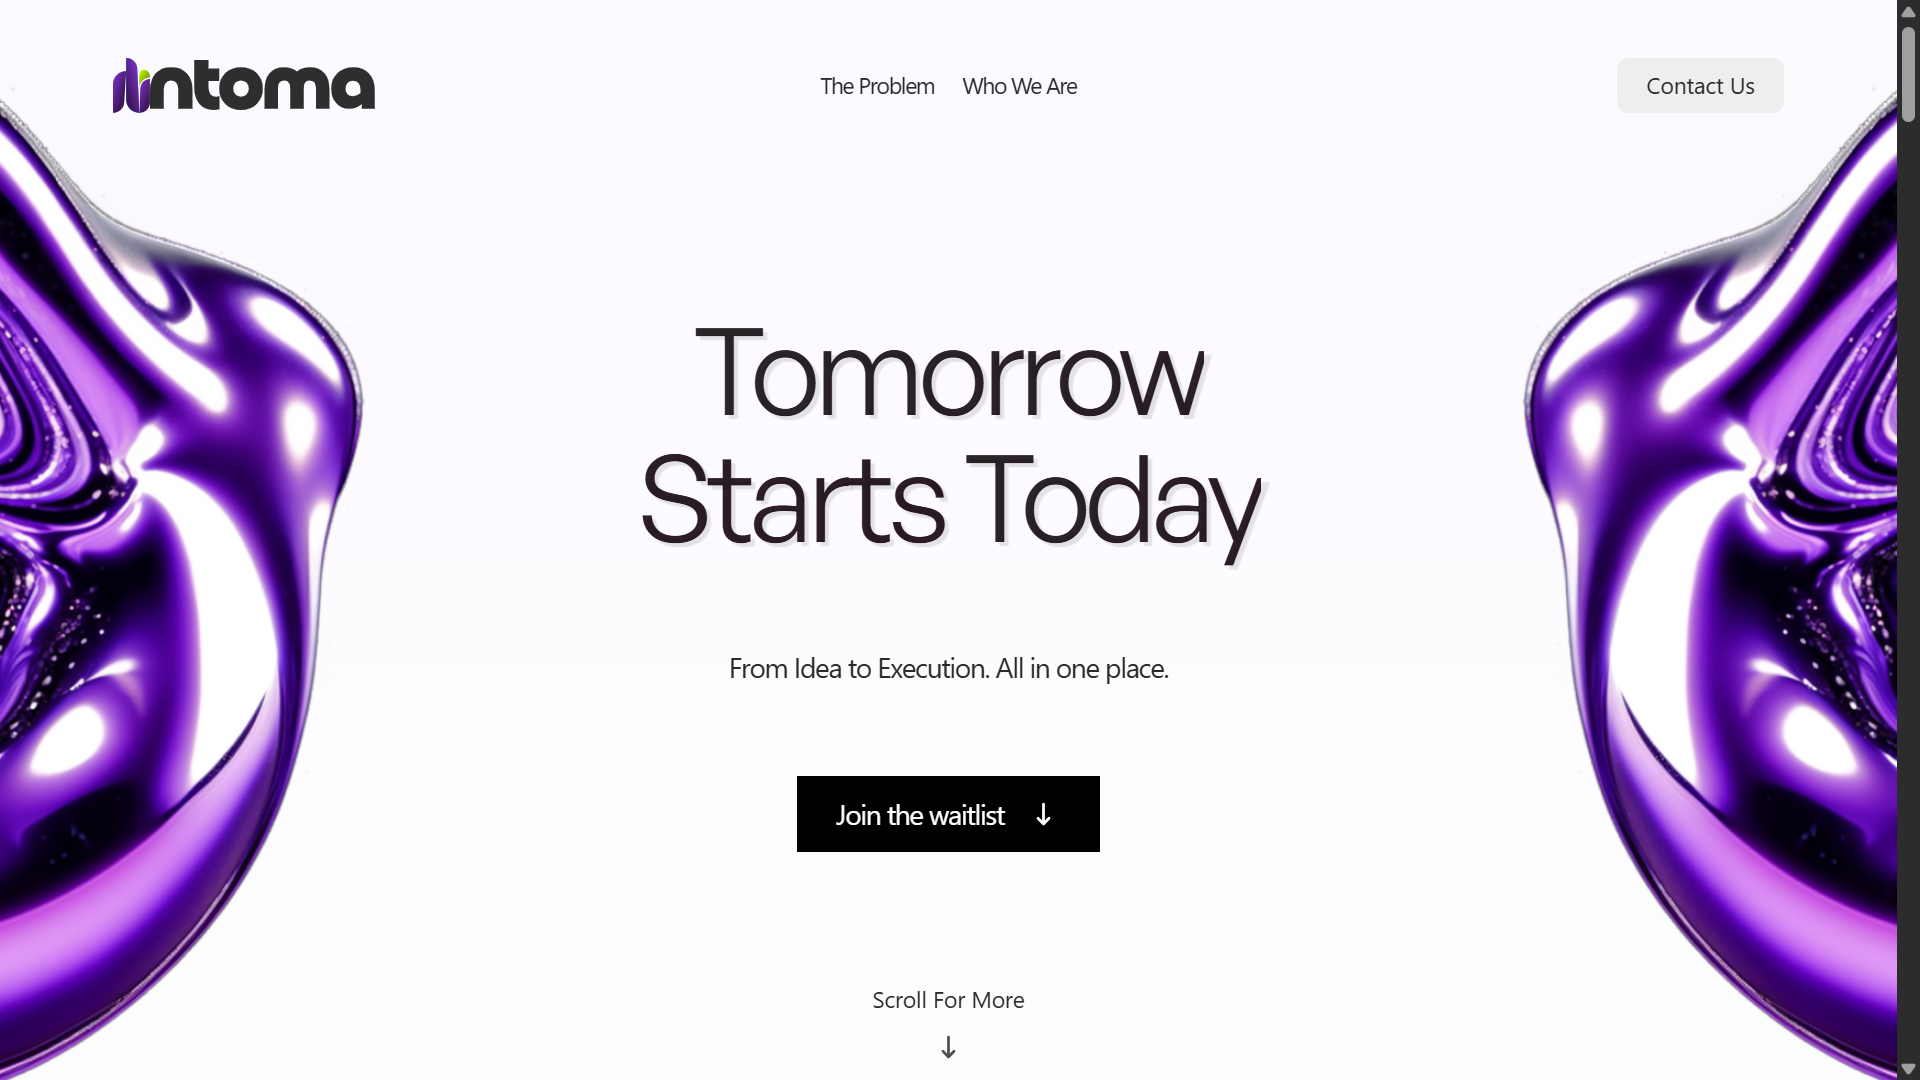 ntoma
The Problem
Who We Are
Contact Us
Tomorrow
Starts Today
From Idea to Execution. All in one place.
Join the waitlist
Scroll For More